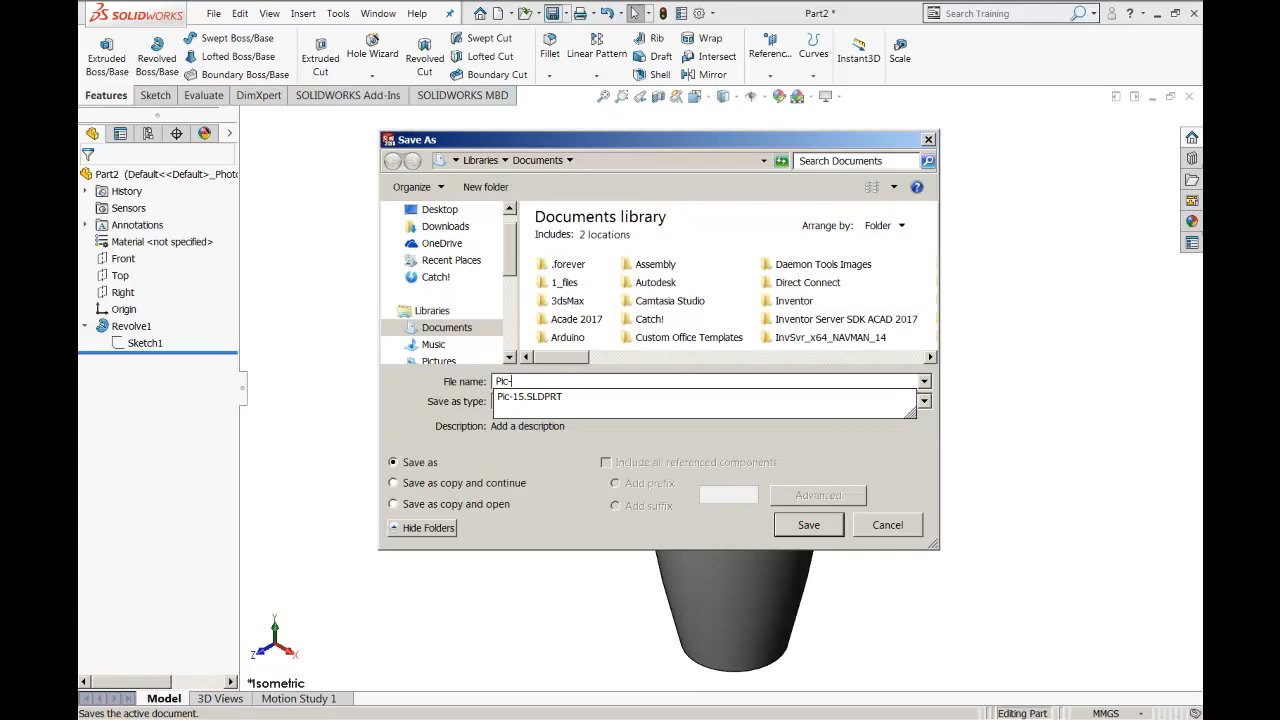 SOLIDWORKS
File Edit View Insert Tools Window Help
Part2 *
Search Training
Extruded Boss/Base
Revolved Boss/Base
Swept Boss/Base
Lofted Boss/Base
Boundary Boss/Base
Extruded Cut
Hole Wizard
Revolved Cut
Swept Cut
Lofted Cut
Boundary Cut
Fillet
Linear Pattern
Rib
Draft
Shell
Wrap
Intersect
Mirror
Referenc...
Curves
Instant3D
Scale
Features Sketch Evaluate DimXpert SOLIDWORKS Add-Ins SOLIDWORKS MBD
Part2 (Default<<Default>_Photo
History
Sensors
Annotations
Material <not specified>
Front
Top
Right
Origin
Revolve1
Sketch1
Save As
Libraries Documents
Search Documents
Organize New folder
Desktop
Downloads
OneDrive
Recent Places
Catch!
Libraries
Documents
Music
Pictures
Documents library
Includes: 2 locations
Arrange by: Folder
.forever Assembly Daemon Tools Images
1_files Autodesk Direct Connect
3dsMax Camtasia Studio Inventor
Acade 2017 Catch! Inventor Server SDK ACAD 2017
Arduino Custom Office Templates InvSvr_x64_NAVMAN_14
File name: Pic-
Save as type: Pic-15.SLDPRT
Description: Add a description
Save as
Save as copy and continue
Save as copy and open
Include all referenced components
Add prefix
Add suffix
Advanced
Hide Folders
Save Cancel
Y
Z X
*Isometric
Model 3D Views Motion Study 1
Saves the active document.
Editing Part MMGS